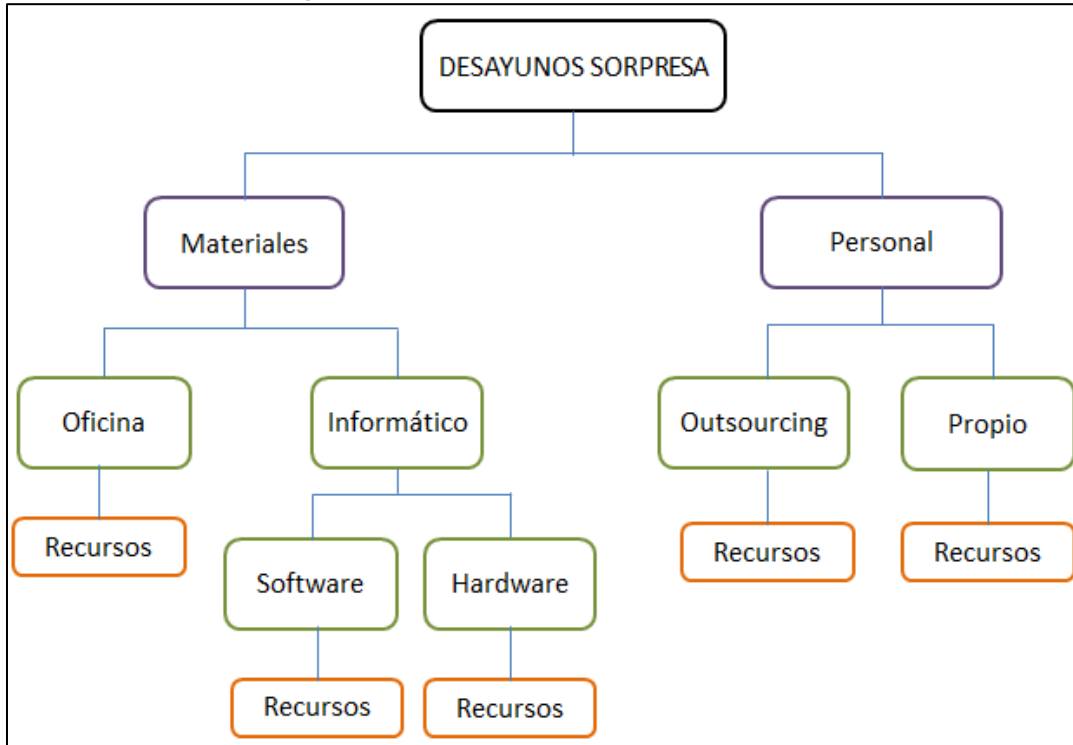 DESAYUNOS SORPRESA
Materiales
Personal
Oficina
Informático
Outsourcing
Propio
Recursos
Software
Hardware
Recursos
Recursos
Recursos
Recursos